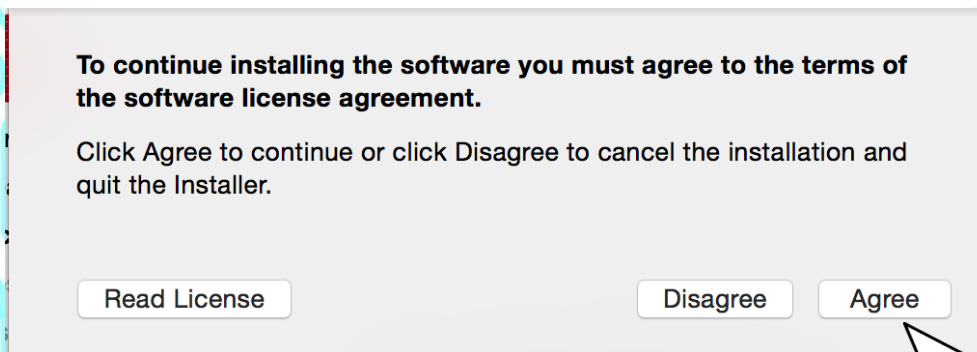 To continue installing the software you must agree to the terms of
the software license agreement.
Click Agree to continue or click Disagree to cancel the installation and
quit the Installer.
Read License
Disagree
Agree